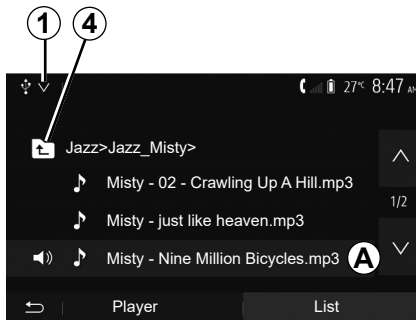 1 4
27°C 8:47 AM
Jazz>Jazz_Misty>
Misty - 02 - Crawling Up A Hill.mp3
1/2
Misty - just like heaven.mp3
Misty - Nine Million Bicycles.mp3 A
Player List